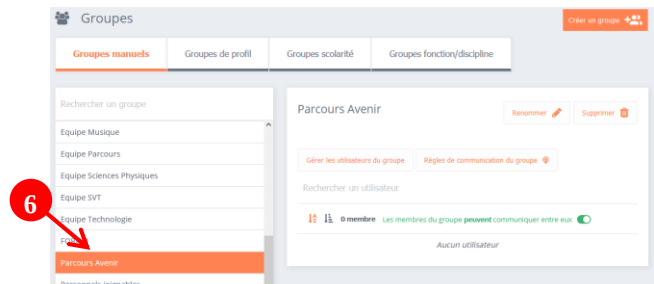 Groupes
Créer un groupe
Groupes manuels
Groupes de profil
Groupes scolarité
Groupes fonction/discipline
Rechercher un groupe
Equipe Musique
Equipe Parcours
Equipe Sciences Physiques
Equipe SVT
Equipe Technologie
Parcours Avenir
6
Parcours Avenir
Renommer
Supprimer
Gérer les utilisateurs du groupe
Règles de communication du groupe
Rechercher un utilisateur
0 membre Les membres du groupe peuvent communiquer entre eux
Aucun utilisateur